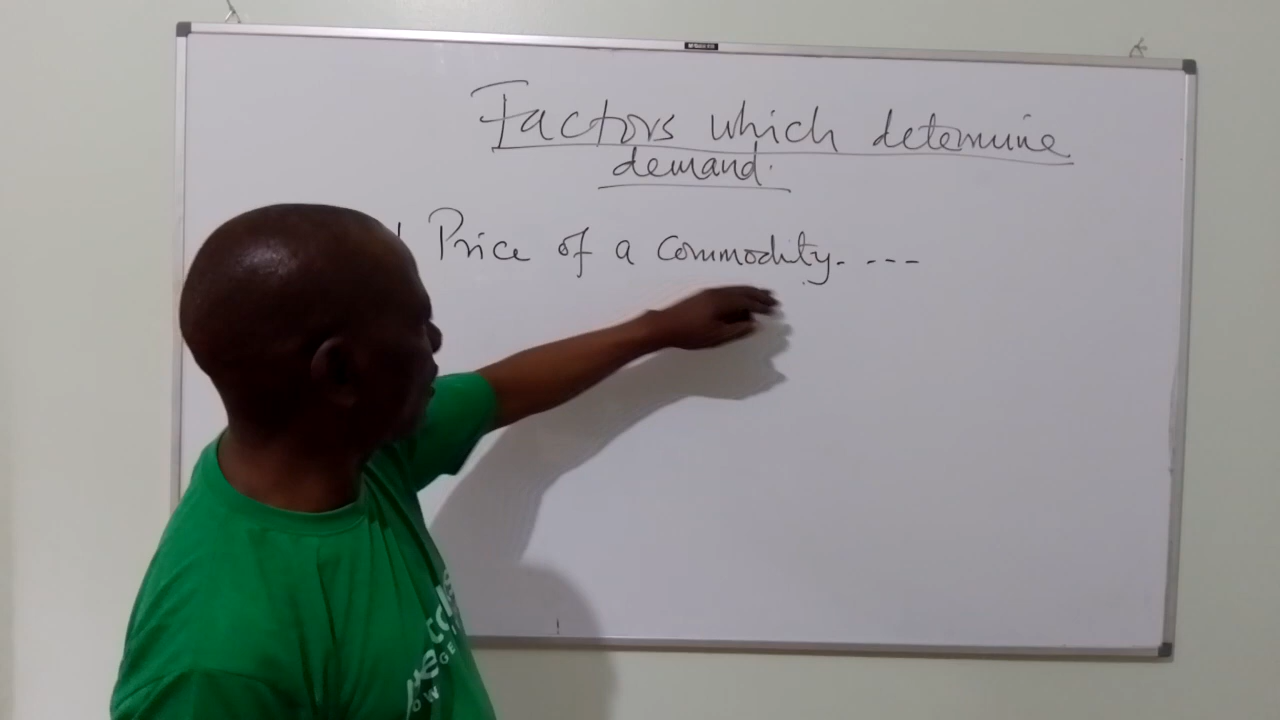 Factors which determine
demand.
Price of a commodity. ---